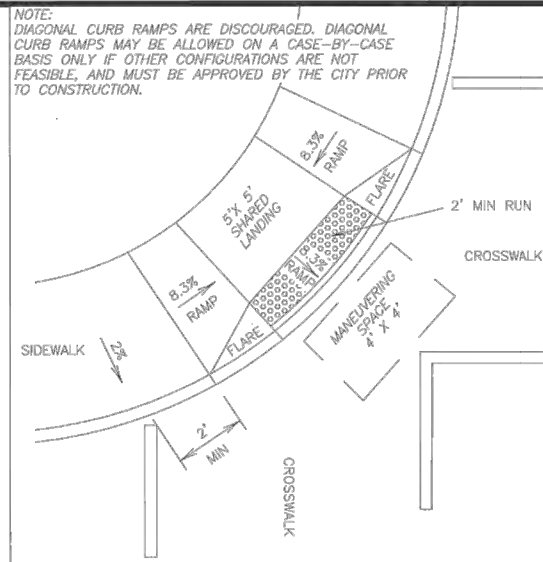 NOTE:
DIAGONAL CURB RAMPS ARE DISCOURAGED. DIAGONAL
CURB RAMPS MAY BE ALLOWED ON A CASE-BY-CASE
BASIS ONLY IF OTHER CONFIGURATIONS ARE NOT
FEASIBLE, AND MUST BE APPROVED BY THE CITY PRIOR
TO CONSTRUCTION.
8.3%
RAMP
FLARE
5'X 5'
SHARED
LANDING
2' MIN RUN
CROSSWALK
8.3%
RAMP
8.3%
RAMP
MANEUVERING
SPACE
4' X 4'
FLARE
SIDEWALK
2%
2'
MIN
CROSSWALK